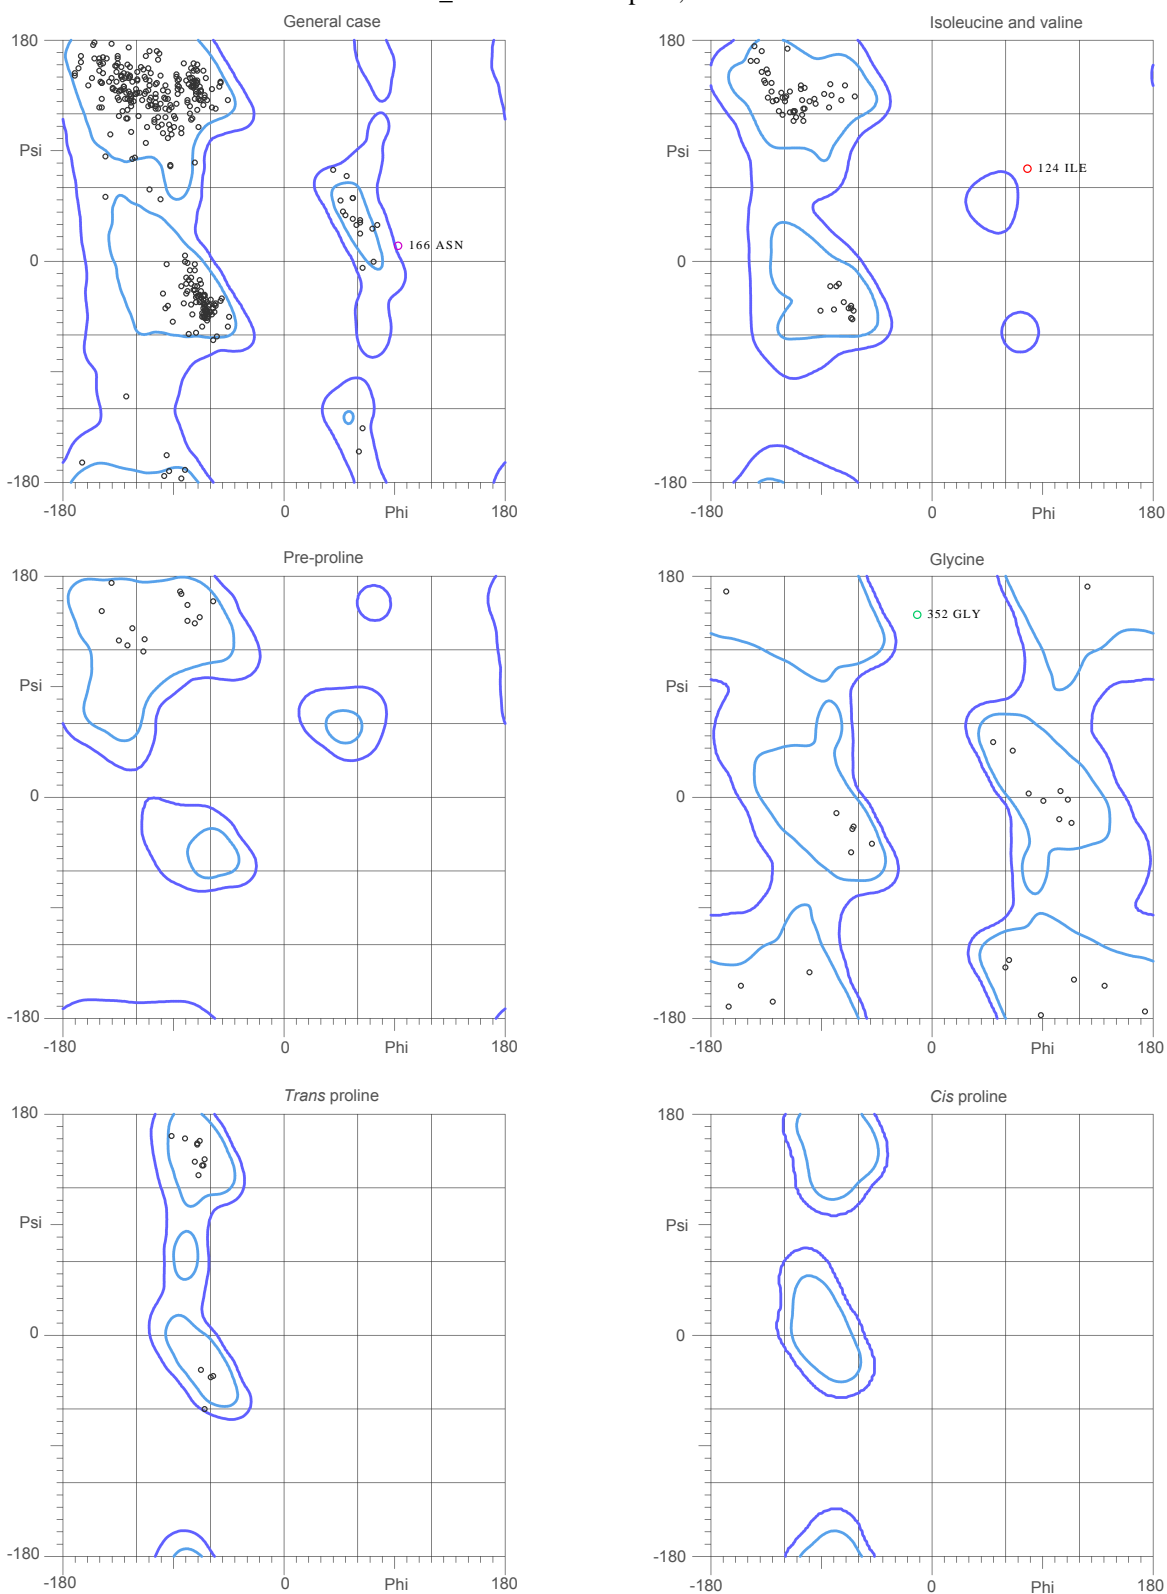 General case
Isoleucine and valine
180
180
Psi
Psi
124 ILE
166 ASN
0
0
-180
-180
-180
0
Phi
180
-180
0
Phi
180
Pre-proline
Glycine
180
180
352 GLY
Psi
Psi
0
0
-180
-180
-180
0
Phi
180
-180
0
Phi
180
Trans proline
Cis proline
180
180
Psi
Psi
0
0
-180
-180
-180
0
Phi
180
-180
0
Phi
180